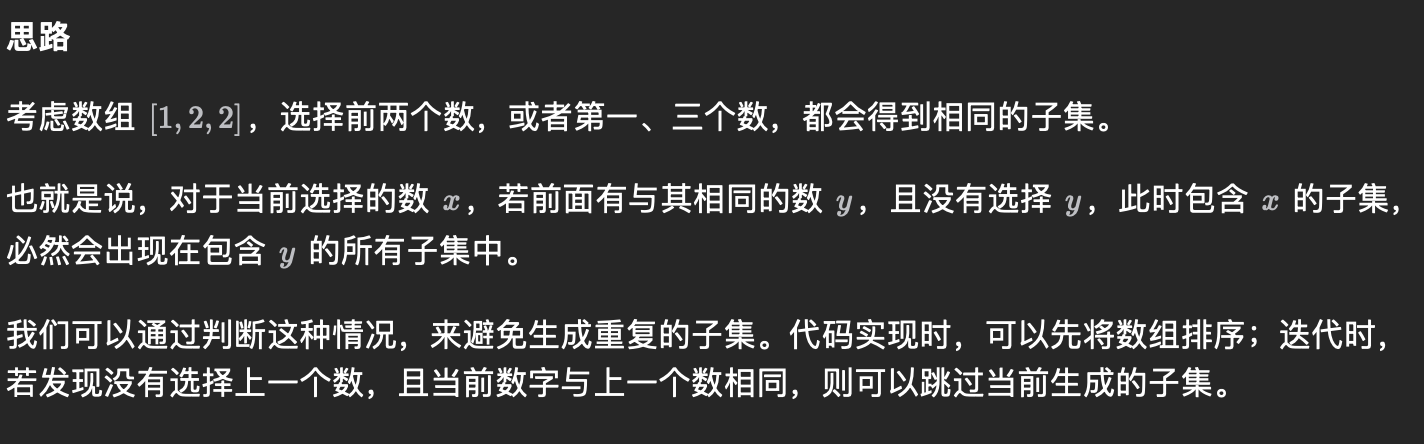 思路
考虑数组 [1, 2, 2]，选择前两个数，或者第一、三个数，都会得到相同的子集。
也就是说，对于当前选择的数 x，若前面有与其相同的数 y，且没有选择 y，此时包含 x 的子集，
必然会出现在包含 y 的所有子集中。
我们可以通过判断这种情况，来避免生成重复的子集。代码实现时，可以先将数组排序；迭代时，
若发现没有选择上一个数，且当前数字与上一个数相同，则可以跳过当前生成的子集。